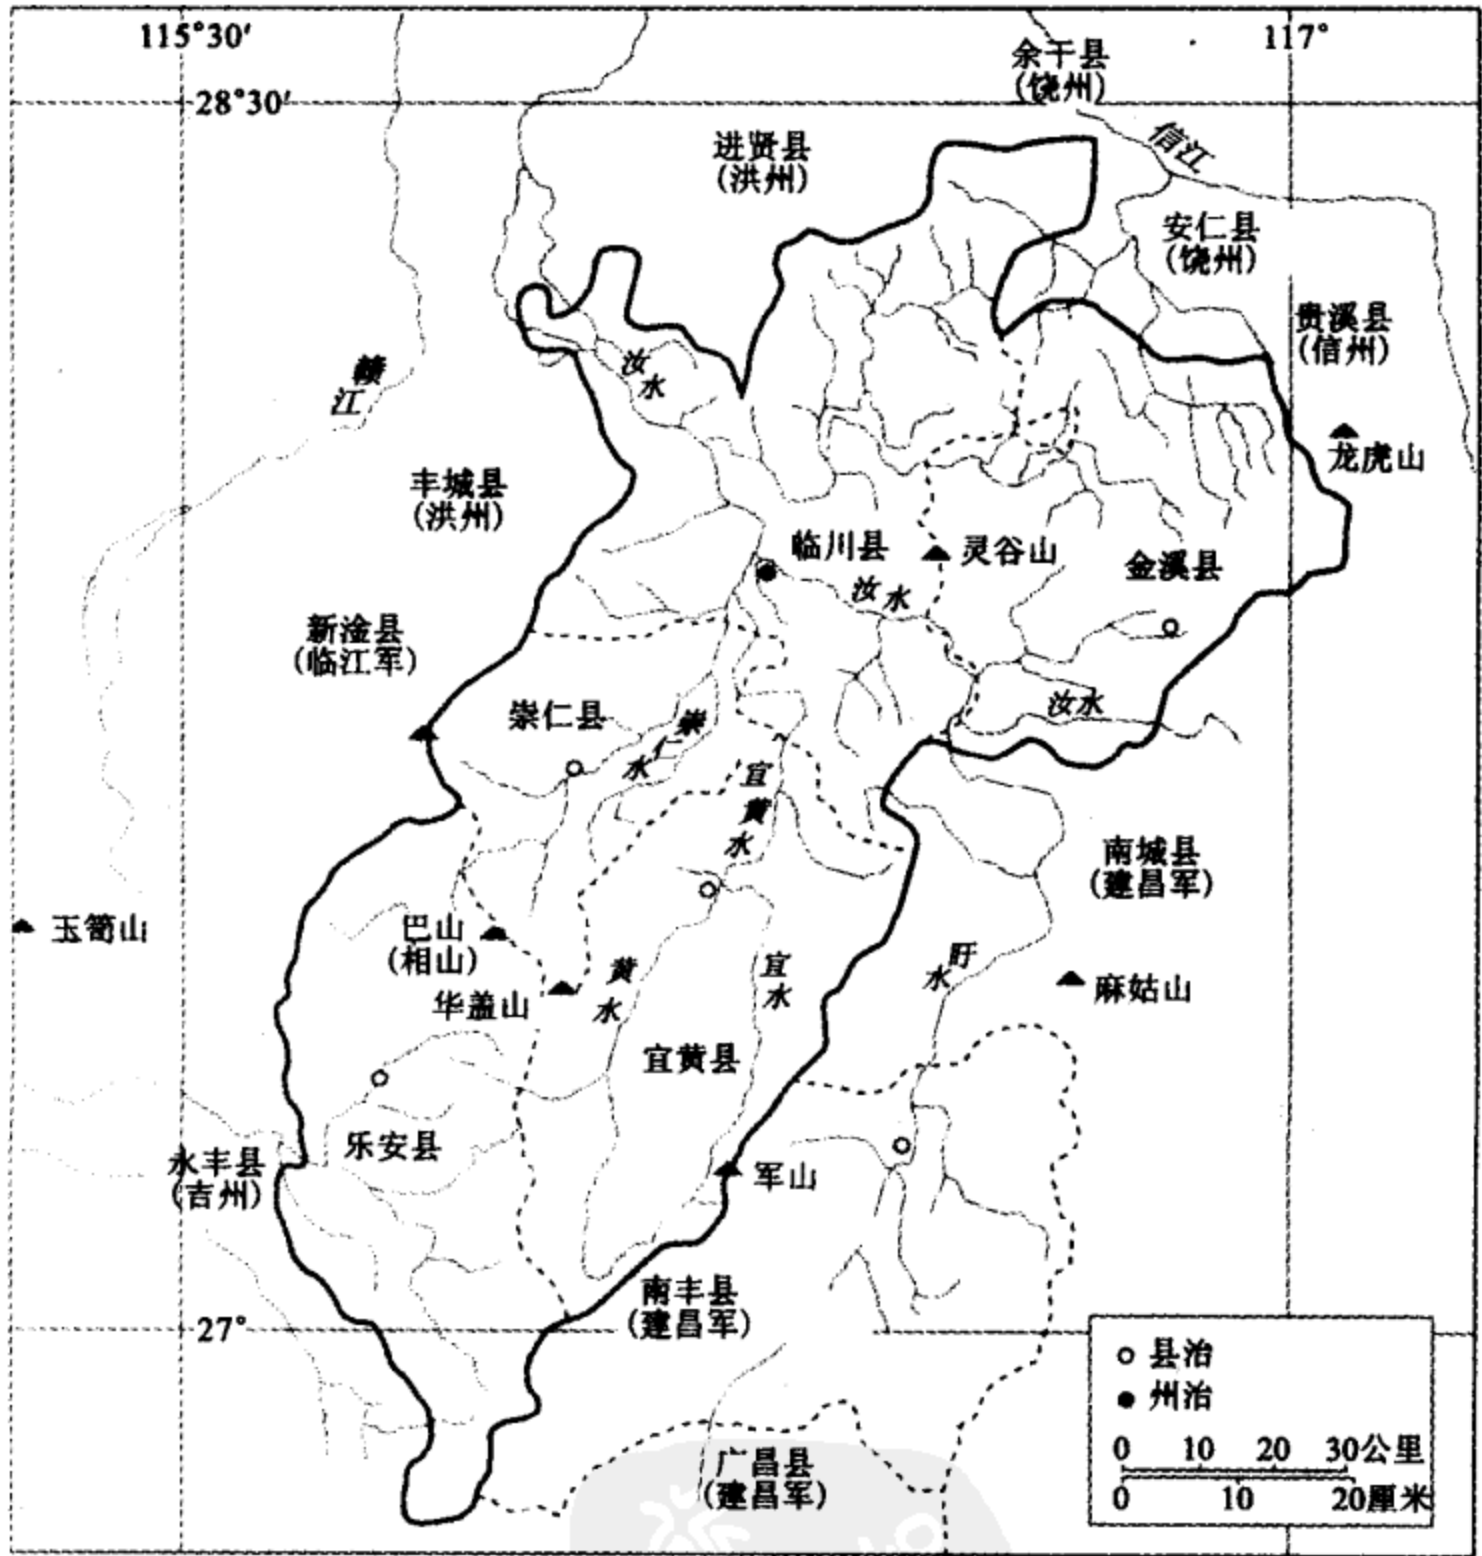 115°30′
117°
28°30′
余干县
(饶州)
信江
进贤县
(洪州)
安仁县
(饶州)
贵溪县
(信州)
赣江
汝水
龙虎山
丰城县
(洪州)
临川县
灵谷山
金溪县
汝水
新淦县
(临江军)
崇仁县
崇仁水
汝水
宜黄水
南城县
(建昌军)
玉笥山
巴山
(相山)
华盖山
黄水
宜水
盱水
麻姑山
宜黄县
乐安县
永丰县
(吉州)
军山
南丰县
(建昌军)
27°
县治
州治
0 10 20 30公里
0 10 20厘米
广昌县
(建昌军)